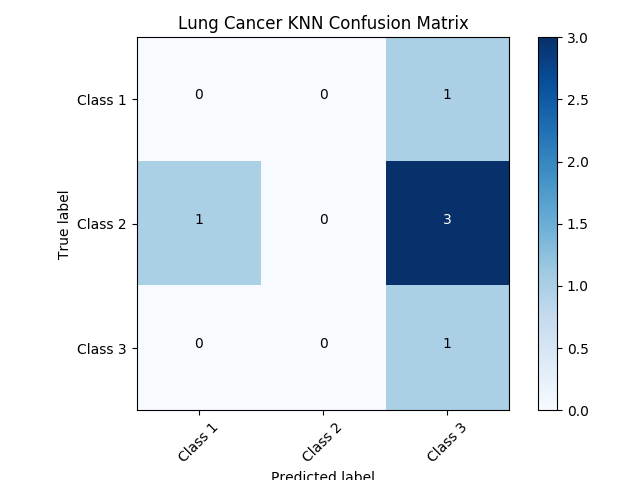 Lung Cancer KNN Confusion Matrix
3.0
Class 1 0 0 1
2.5
2.0
True label
Class 2 1 0 3
1.5
1.0
Class 3 0 0 1
0.5
0.0
Class 1 Class 2 Class 3
Predicted label